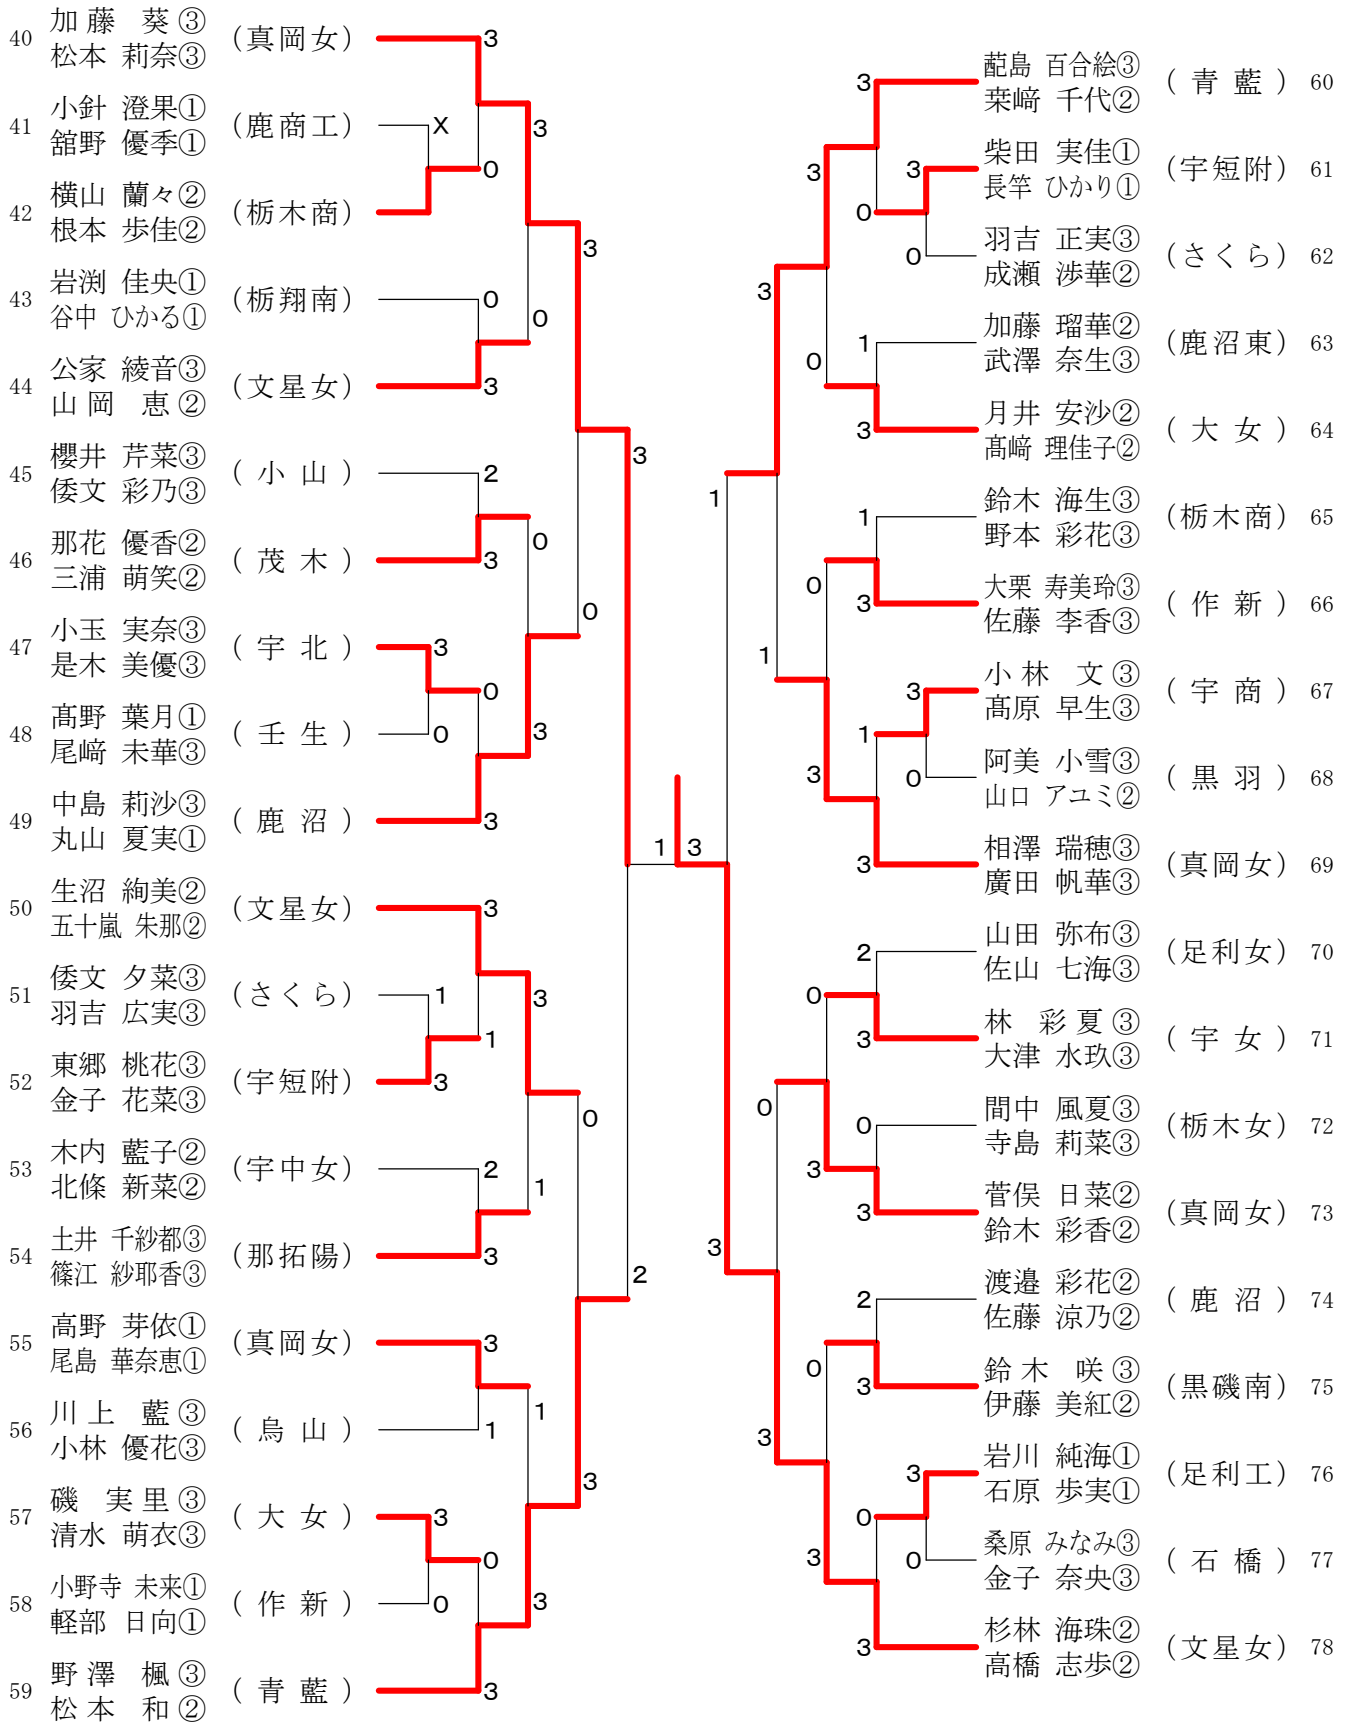 40 加藤 葵③ (真岡女)
松本 莉奈③
3
41 小針 澄果① (鹿商工)
舘野 優季①
X
3
0
42 横山 蘭々② (栃木商)
根本 歩佳②
3
43 岩渕 佳央① (栃翔南)
谷中 ひかる①
0
0
44 公家 綾音③ (文星女)
山岡 恵②
3
3
45 櫻井 芹菜③ (小山)
倭文 彩乃③
2
0
46 那花 優香② (茂木)
三浦 萌笑②
3
0
47 小玉 実奈③ (宇北)
是木 美優③
3
0
48 髙野 葉月① (壬生)
尾﨑 未華③
0
3
49 中島 莉沙③ (鹿沼)
丸山 夏実①
3
1 3
50 生沼 絢美② (文星女)
五十嵐 朱那②
3
51 倭文 夕菜③ (さくら)
羽吉 広実③
1
3
1
52 東郷 桃花③ (宇短附)
金子 花菜③
3
0
53 木内 藍子② (宇中女)
北條 新菜②
2
1
54 土井 千紗都③ (那拓陽)
篠江 紗耶香③
3
2
55 高野 芽依① (真岡女)
尾島 華奈恵①
3
1
56 川上 藍③ (烏山)
小林 優花③
1
3
57 磯 実里③ (大女)
清水 萌衣③
3
0
58 小野寺 未来① (作新)
軽部 日向①
0
3
59 野澤 楓③ (青藍)
松本 和②
3
3 島 百合絵③ (青藍) 60
﨑 千代②
3
3 柴田 実佳① (宇短附) 61
長竿 ひかり①
0
0 羽吉 正実③ (さくら) 62
成瀬 渉華②
3
1 加藤 瑠華② (鹿沼東) 63
武澤 奈生③
0
3 月井 安沙② (大女) 64
髙﨑 理佳子②
1
1 鈴木 海生③ (栃木商) 65
野本 彩花③
0
3 大栗 寿美玲③ (作新) 66
佐藤 李香③
1
3 小林 文③ (宇商) 67
髙原 早生③
1
3
0 阿美 小雪③ (黒羽) 68
山口 アユミ②
3 相澤 瑞穂③ (真岡女) 69
廣田 帆華③
2 山田 弥布③ (足利女) 70
佐山 七海③
0
3 林 彩夏③ (宇女) 71
大津 水玖③
0
0 間中 風夏③ (栃木女) 72
寺島 莉菜③
3
3 菅俣 日菜② (真岡女) 73
鈴木 彩香②
3
2 渡邉 彩花② (鹿沼) 74
佐藤 涼乃②
0
3 鈴木 咲③ (黒磯南) 75
伊藤 美紅②
3
3 岩川 純海① (足利工) 76
石原 歩実①
0
3
0 桑原 みなみ③ (石橋) 77
金子 奈央③
3 杉林 海珠② (文星女) 78
高橋 志歩②